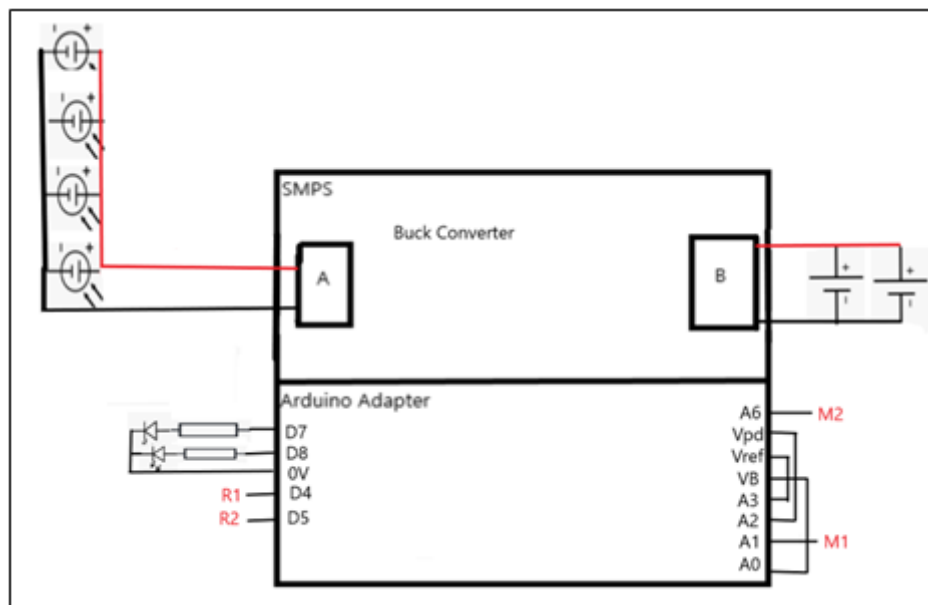 SMPS
Buck Converter
A
B
Arduino Adapter
D7
D8
0V
R1 D4
R2 D5
A6 M2
Vpd
Vref
VB
A3
A2
A1 M1
A0